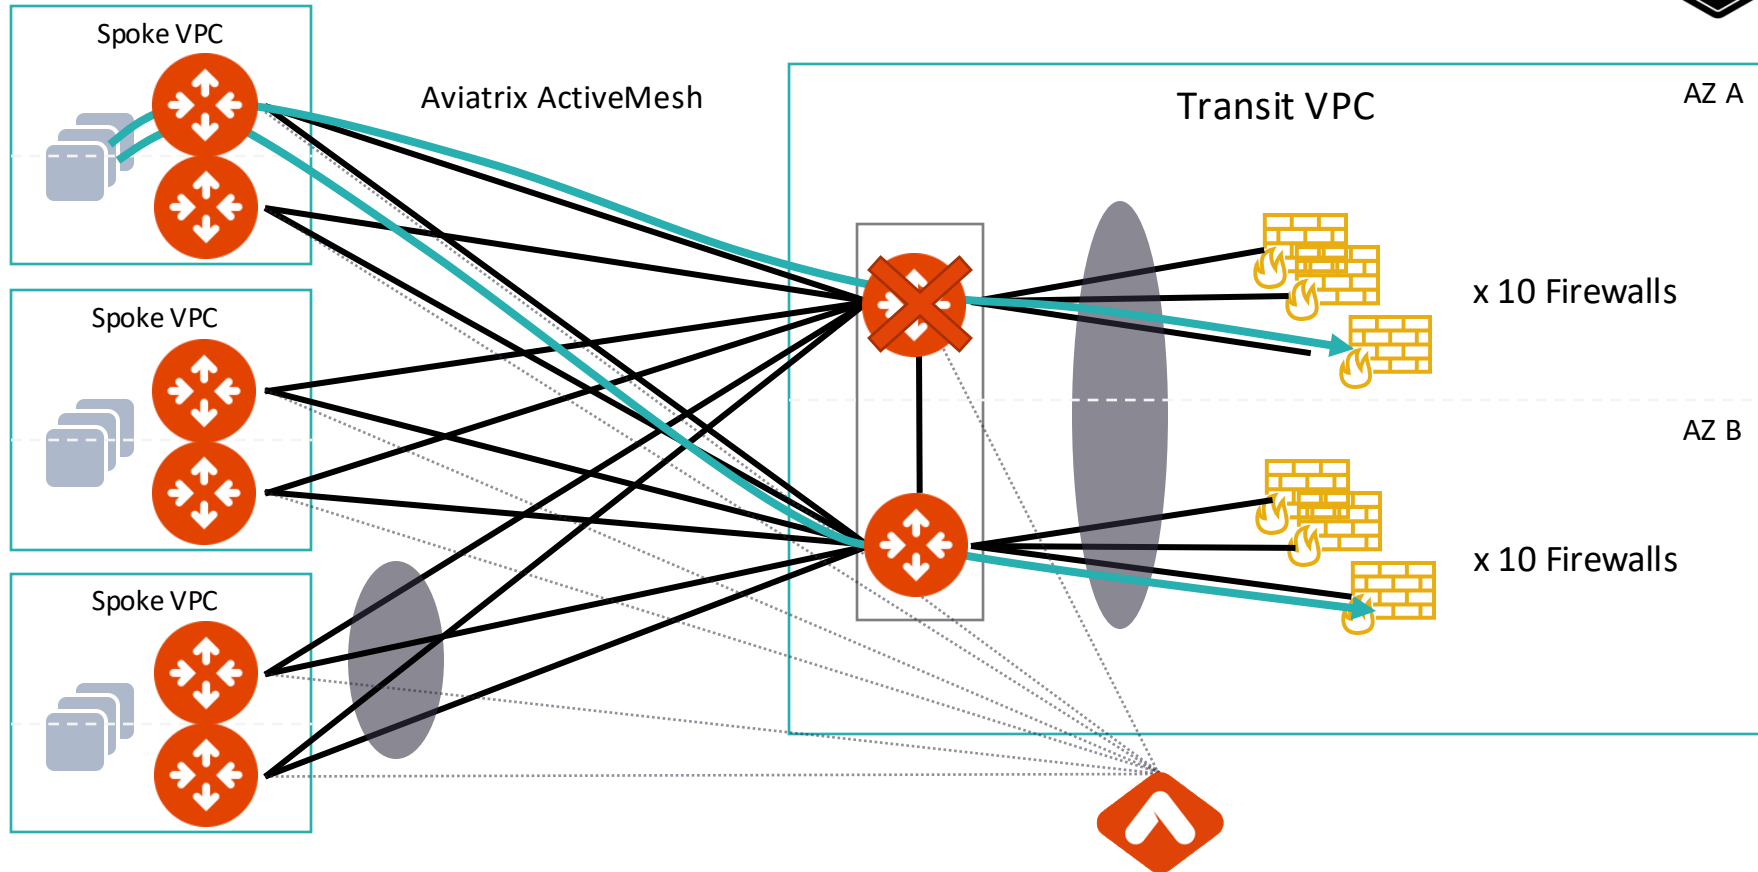 Spoke VPC
Aviatrix ActiveMesh
Transit VPC
AZ A
x 10 Firewalls
Spoke VPC
AZ B
x 10 Firewalls
Spoke VPC